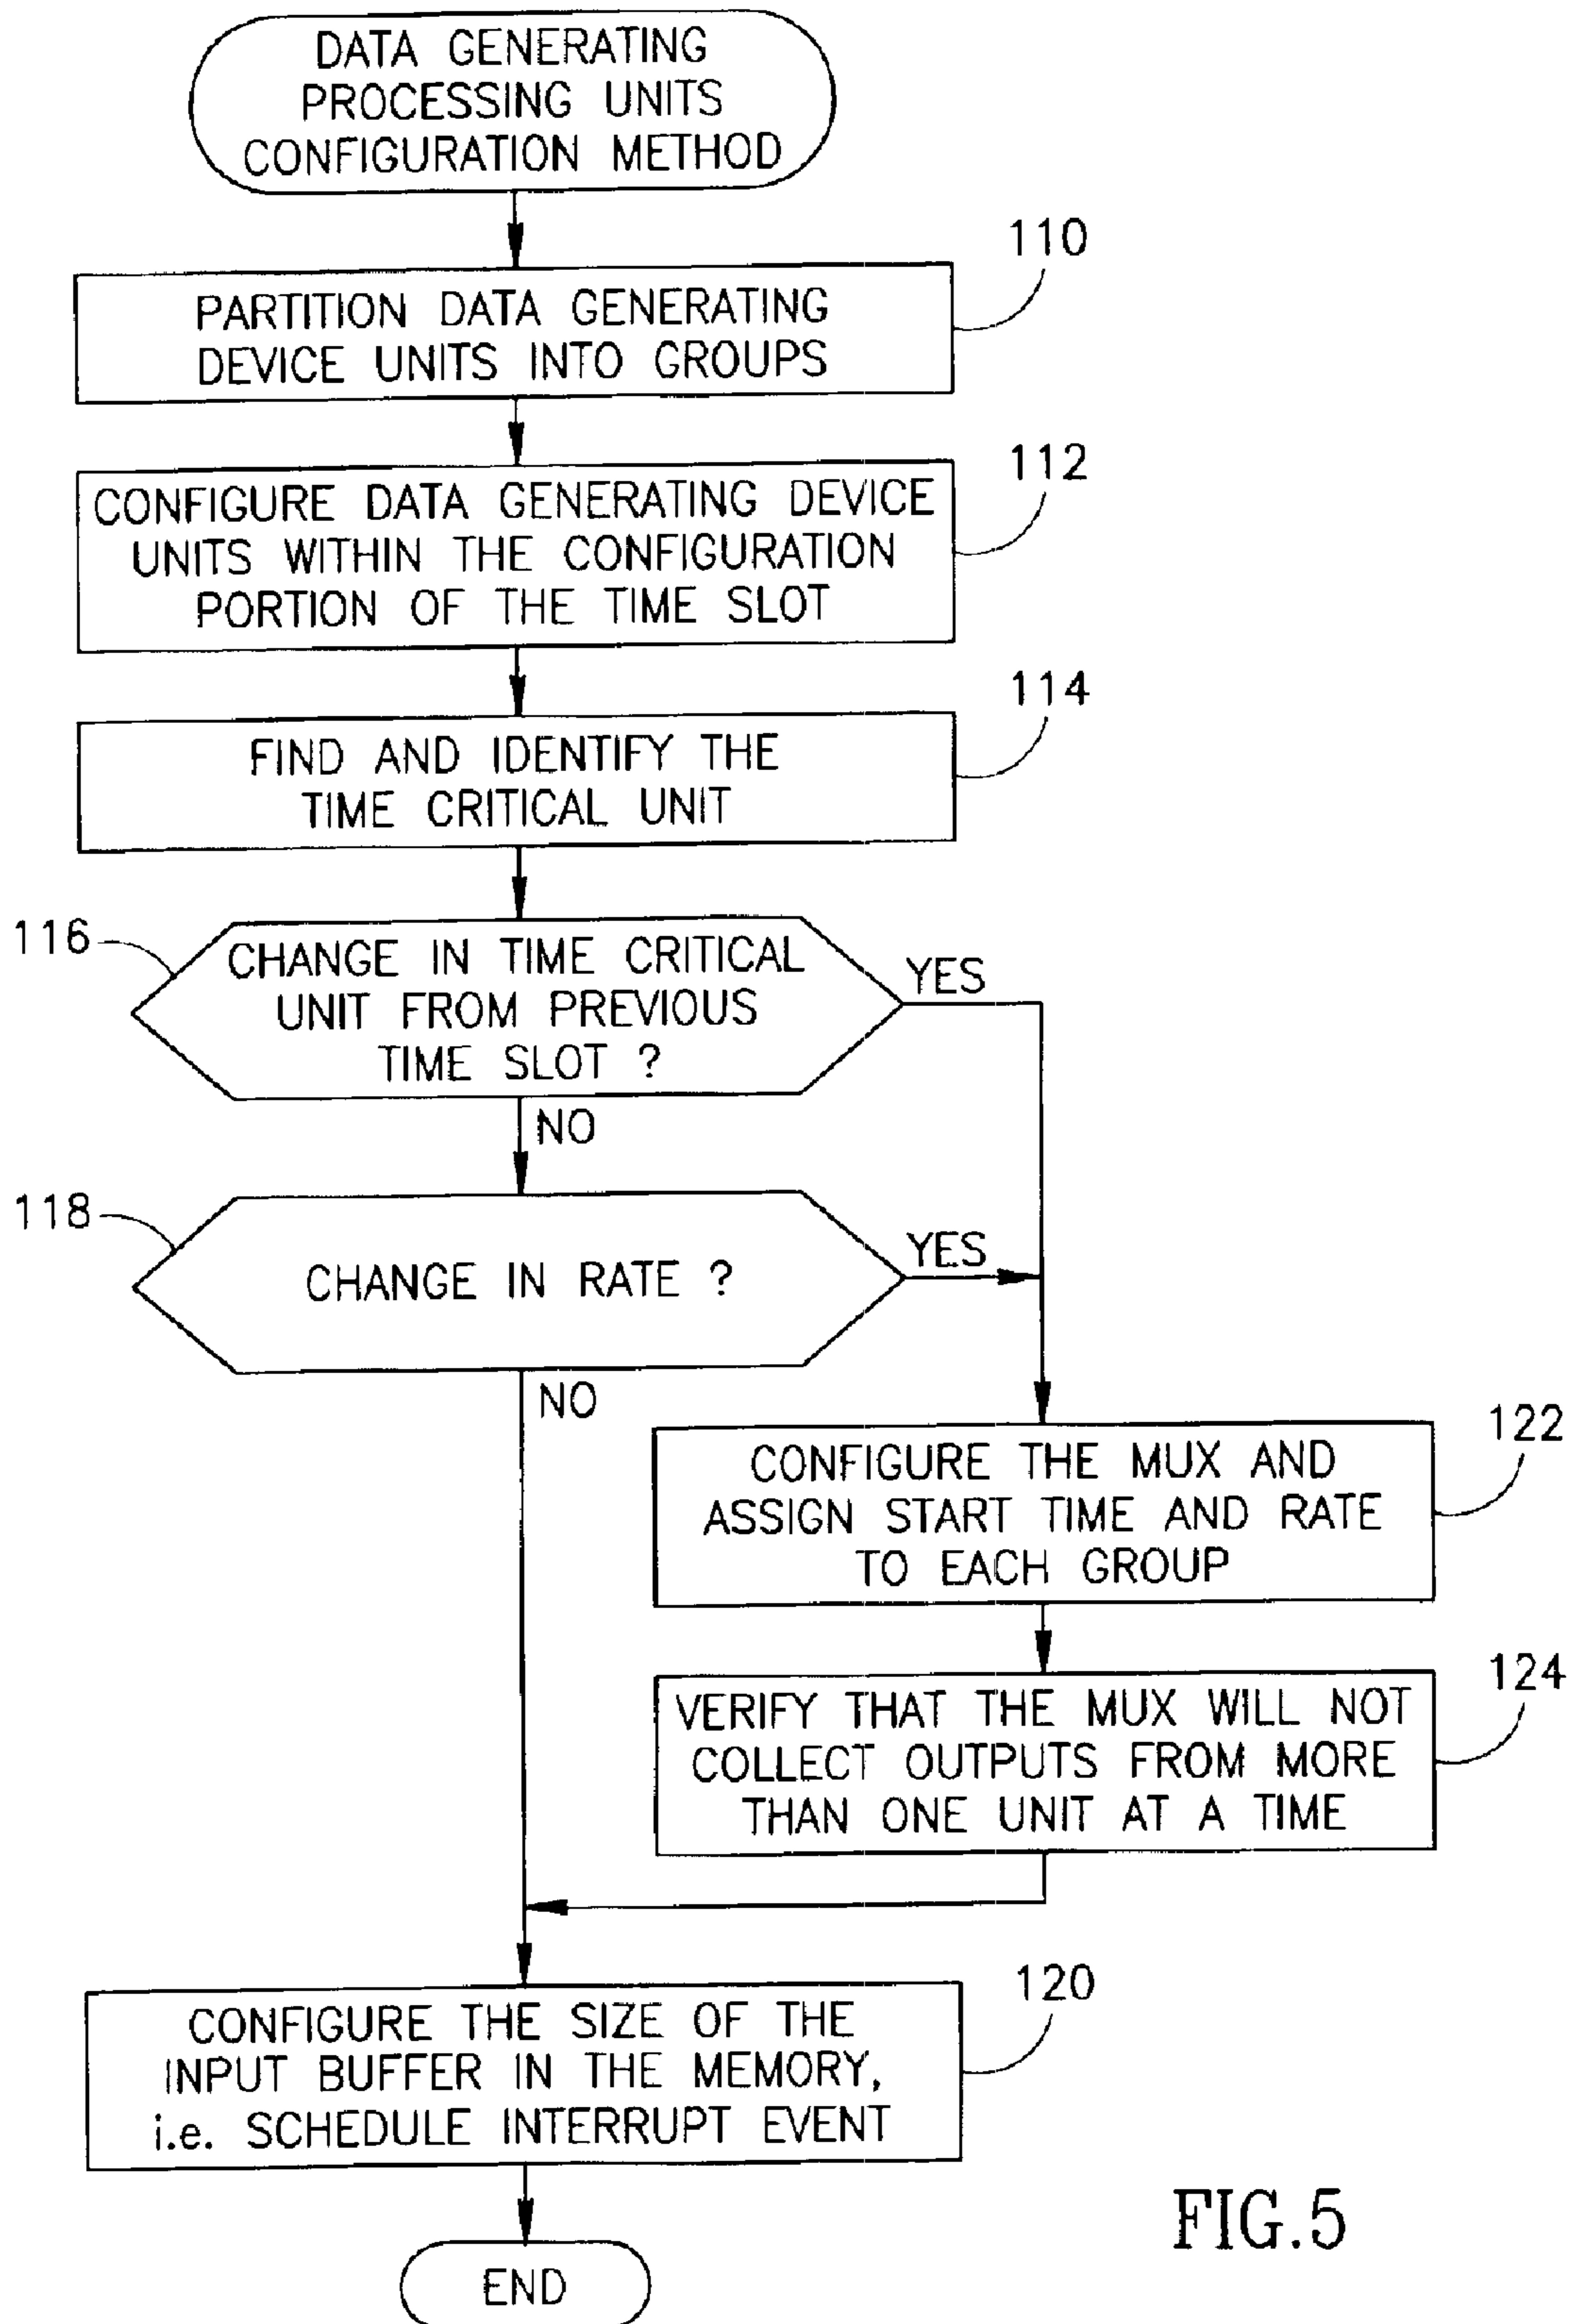 DATA GENERATING
PROCESSING UNITS
CONFIGURATION METHOD
110
PARTITION DATA GENERATING
DEVICE UNITS INTO GROUPS
112
CONFIGURE DATA GENERATING DEVICE
UNITS WITHIN THE CONFIGURATION
PORTION OF THE TIME SLOT
114
FIND AND IDENTIFY THE
TIME CRITICAL UNIT
116
CHANGE IN TIME CRITICAL
UNIT FROM PREVIOUS
TIME SLOT ?
YES
NO
118
CHANGE IN RATE ?
YES
NO
122
CONFIGURE THE MUX AND
ASSIGN START TIME AND RATE
TO EACH GROUP
124
VERIFY THAT THE MUX WILL NOT
COLLECT OUTPUTS FROM MORE
THAN ONE UNIT AT A TIME
120
CONFIGURE THE SIZE OF THE
INPUT BUFFER IN THE MEMORY,
i.e. SCHEDULE INTERRUPT EVENT
END
FIG.5